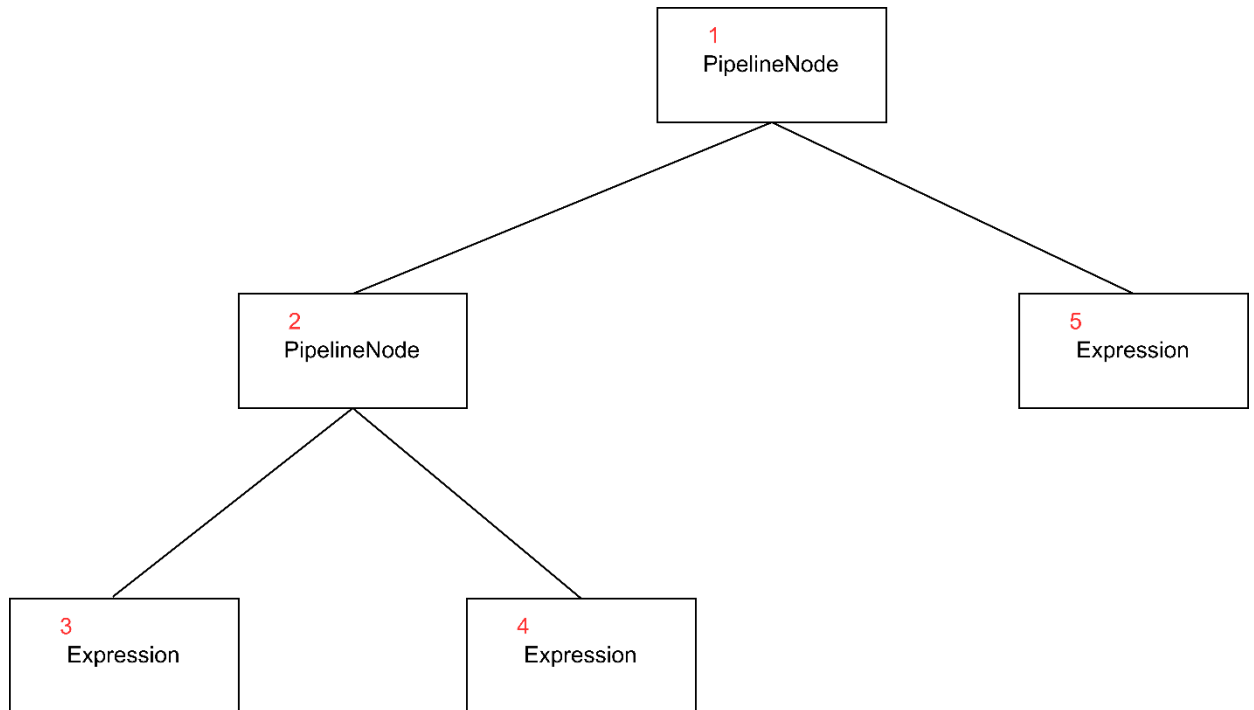 1
PipelineNode
2
PipelineNode
5
Expression
3
Expression
4
Expression